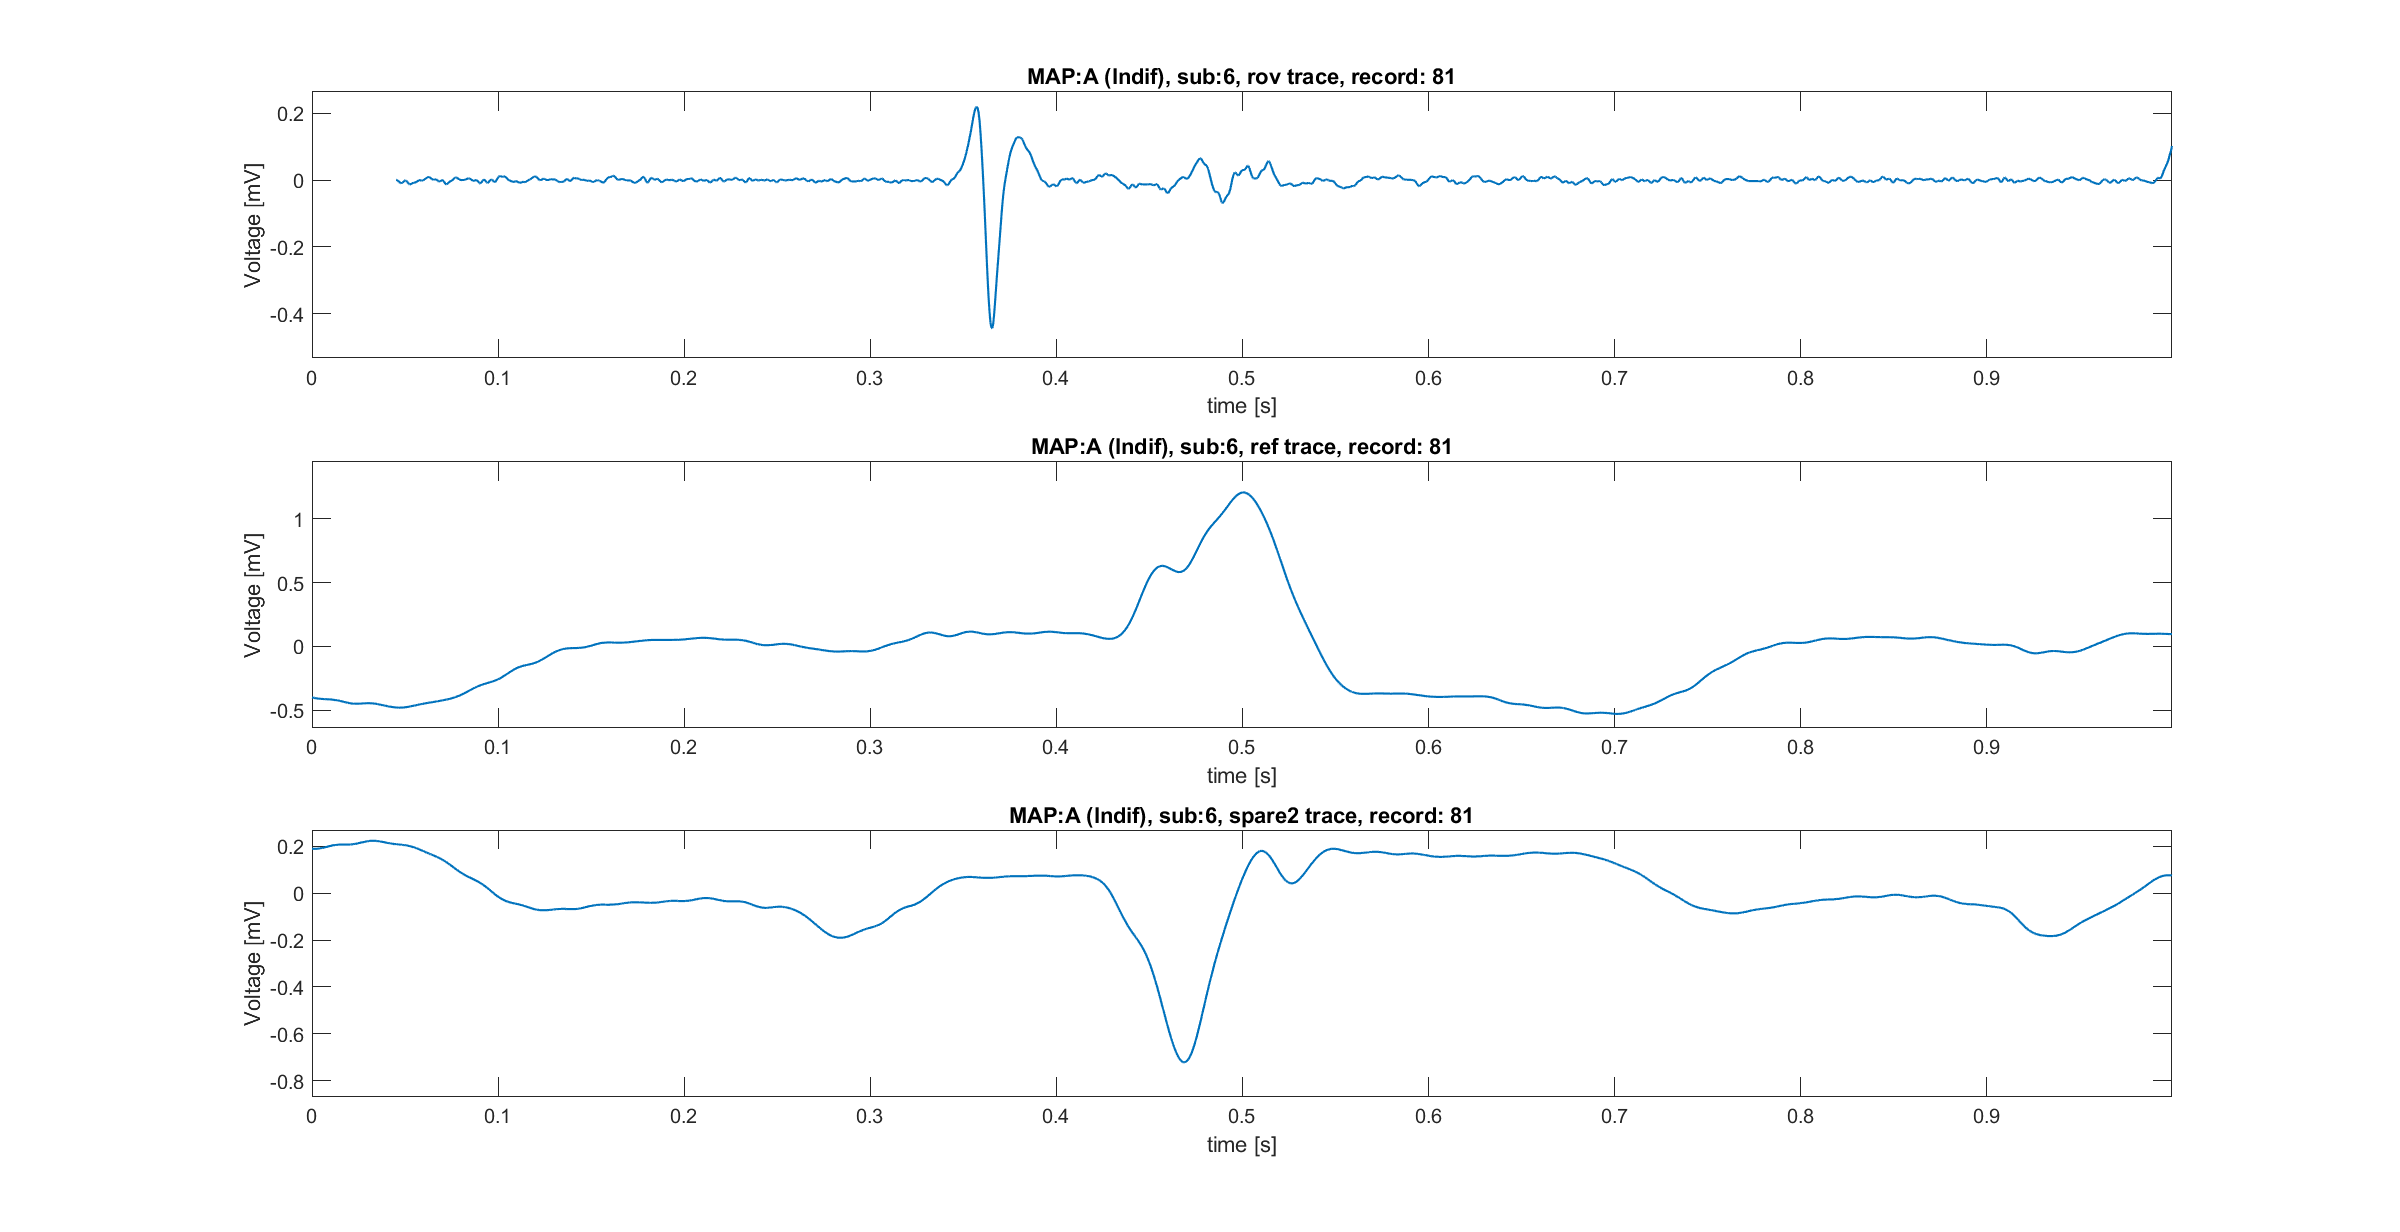 MAP:A (Indif), sub:6, rov trace, record: 81
0.2
0
-0.2
-0.4
Voltage [mV]
0 0.1 0.2 0.3 0.4 0.5 0.6 0.7 0.8 0.9
time [s]
MAP:A (Indif), sub:6, ref trace, record: 81
1
0.5
0
-0.5
Voltage [mV]
0 0.1 0.2 0.3 0.4 0.5 0.6 0.7 0.8 0.9
time [s]
MAP:A (Indif), sub:6, spare2 trace, record: 81
0.2
0
-0.2
-0.4
-0.6
-0.8
Voltage [mV]
0 0.1 0.2 0.3 0.4 0.5 0.6 0.7 0.8 0.9
time [s]